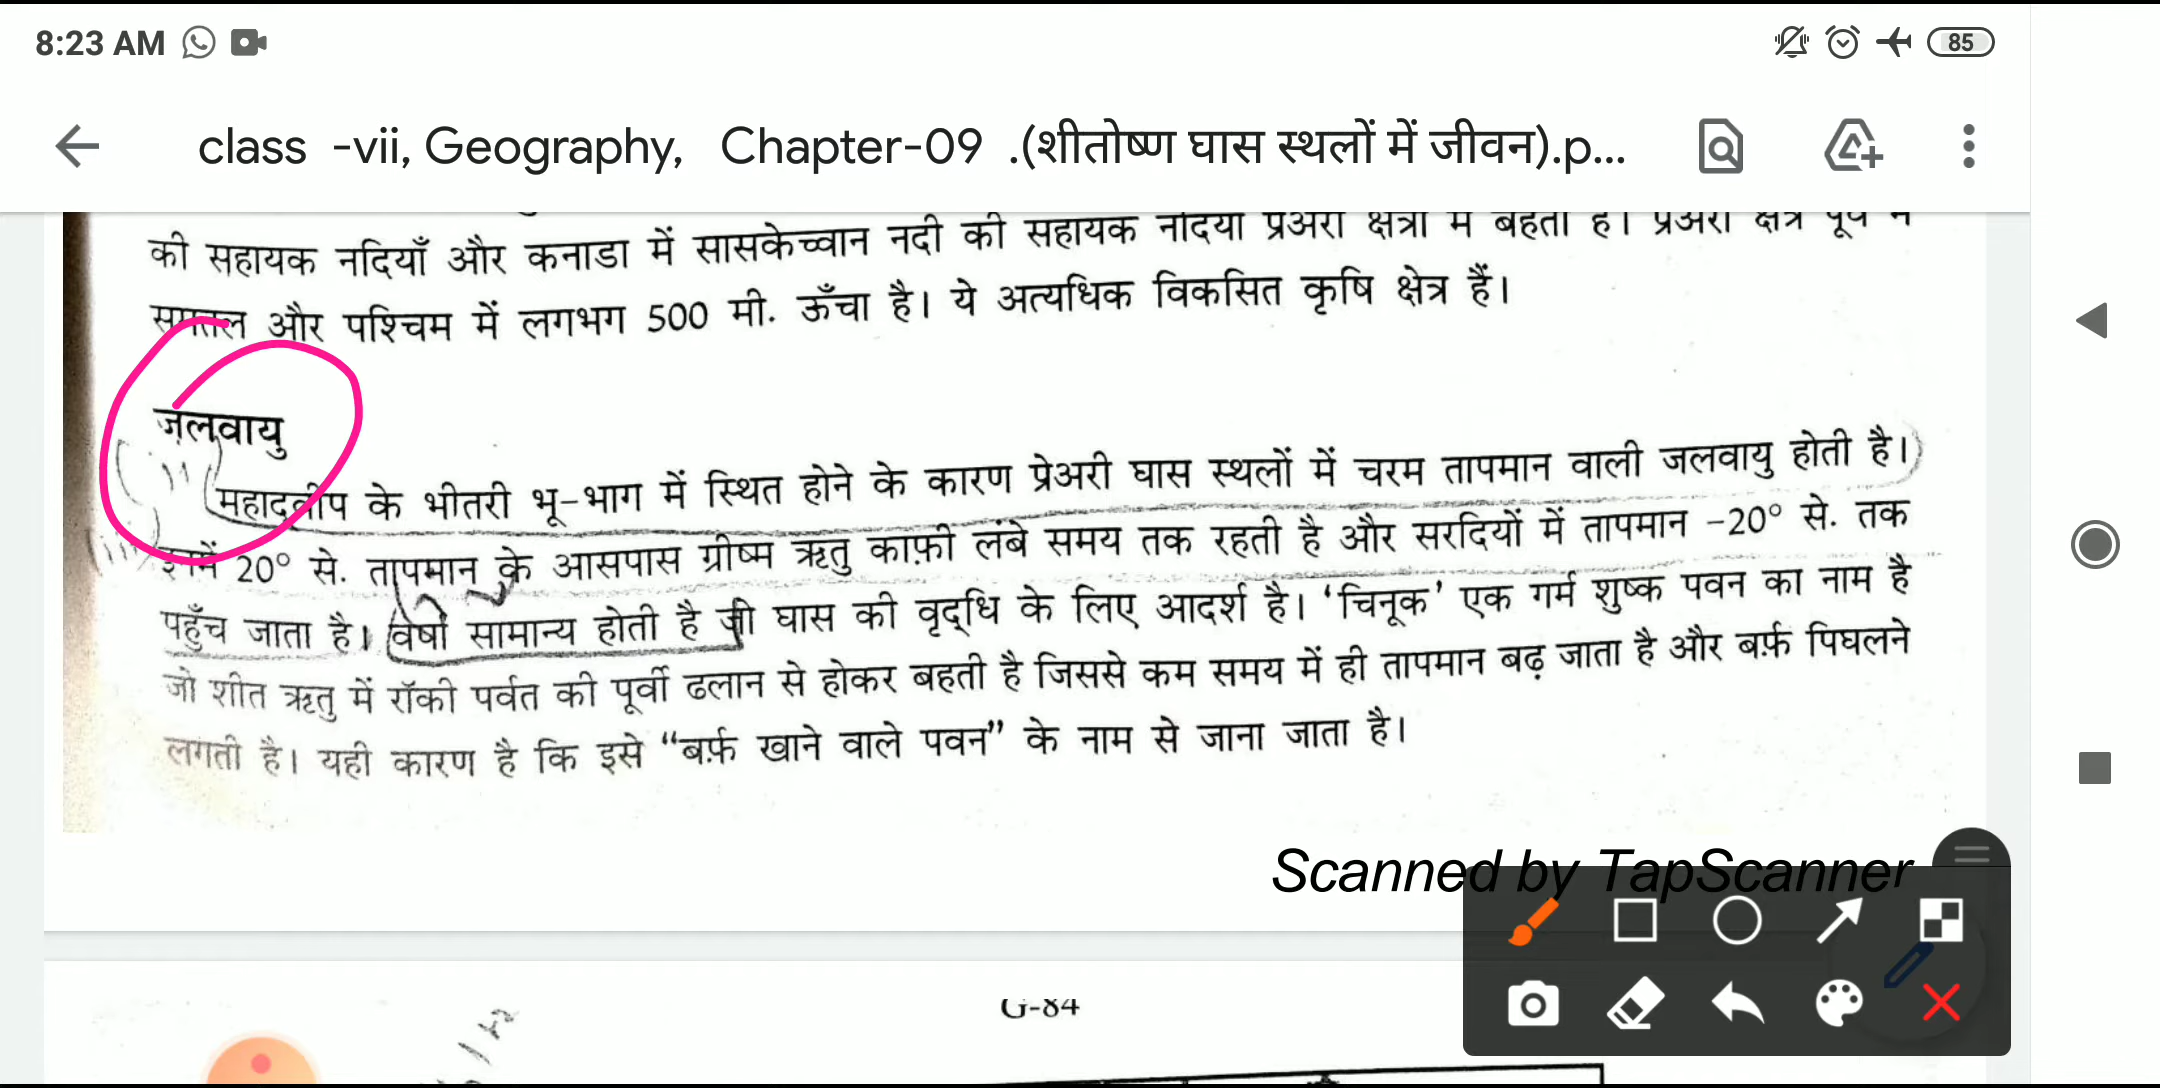 8:23 AM
85
class -vii, Geography, Chapter-09 .(शीतोष्ण घास स्थलों में जीवन).p...
की सहायक नदियाँ और कनाडा में सासकेच्वान नदी की सहायक नदियाँ प्रेअरी क्षेत्रों में बहती हैं। प्रेअरी क्षेत्र पूर्व में
समतल और पश्चिम में लगभग 500 मी. ऊँचा है। ये अत्यधिक विकसित कृषि क्षेत्र हैं।
जलवायु
महाद्वीप के भीतरी भू-भाग में स्थित होने के कारण प्रेअरी घास स्थलों में चरम तापमान वाली जलवायु होती है।
इनमें 20° से. तापमान के आसपास ग्रीष्म ऋतु काफ़ी लंबे समय तक रहती है और सरदियों में तापमान -20° से. तक
पहुँच जाता है। वर्षा सामान्य होती है जो घास की वृद्धि के लिए आदर्श है। 'चिनूक' एक गर्म शुष्क पवन का नाम है
जो शीत ऋतु में रॉकी पर्वत की पूर्वी ढलान से होकर बहती है जिससे कम समय में ही तापमान बढ़ जाता है और बर्फ़ पिघलने
लगती है। यही कारण है कि इसे “बर्फ़ खाने वाले पवन” के नाम से जाना जाता है।
Scanned by TapScanner
G-84